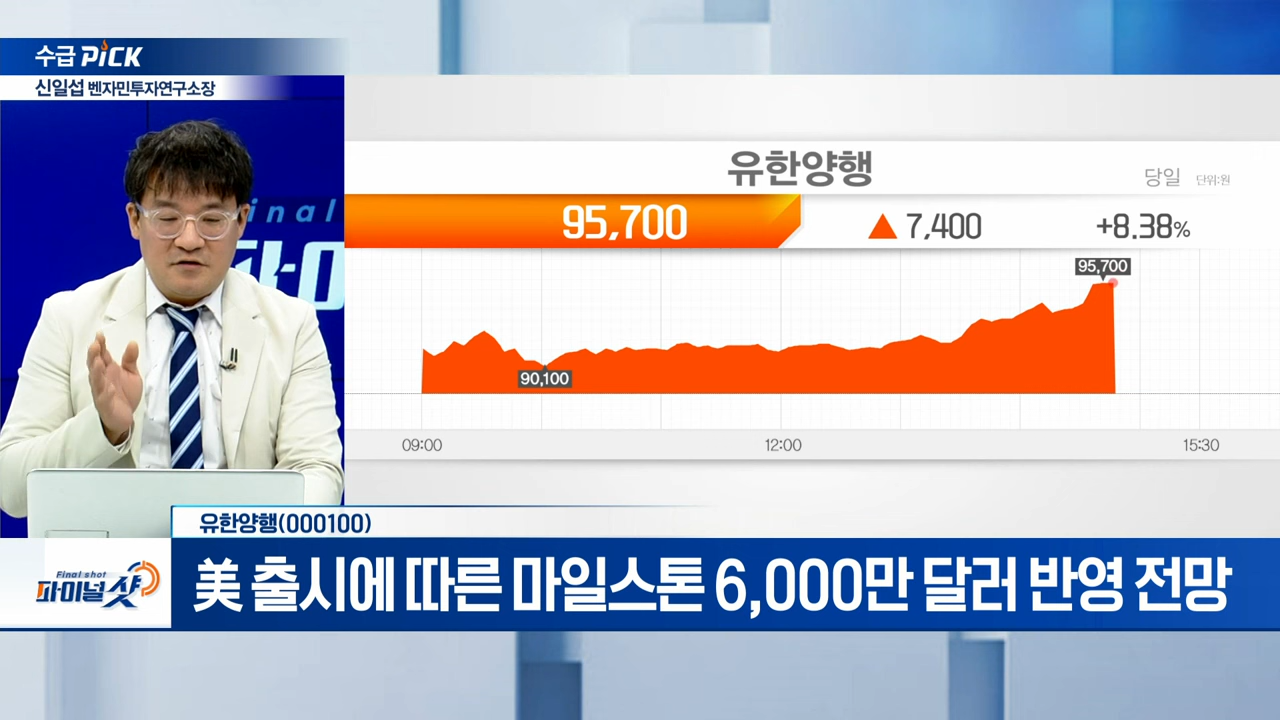 수급 PiCK
신일섭 벤자민투자연구소장
유한양행
당일 단위:원
95,700 ▲ 7,400 +8.38%
95,700
90,100
09:00 12:00 15:30
inal
유한양행(000100)
Final shot
파이널샷
美 출시에 따른 마일스톤 6,000만 달러 반영 전망